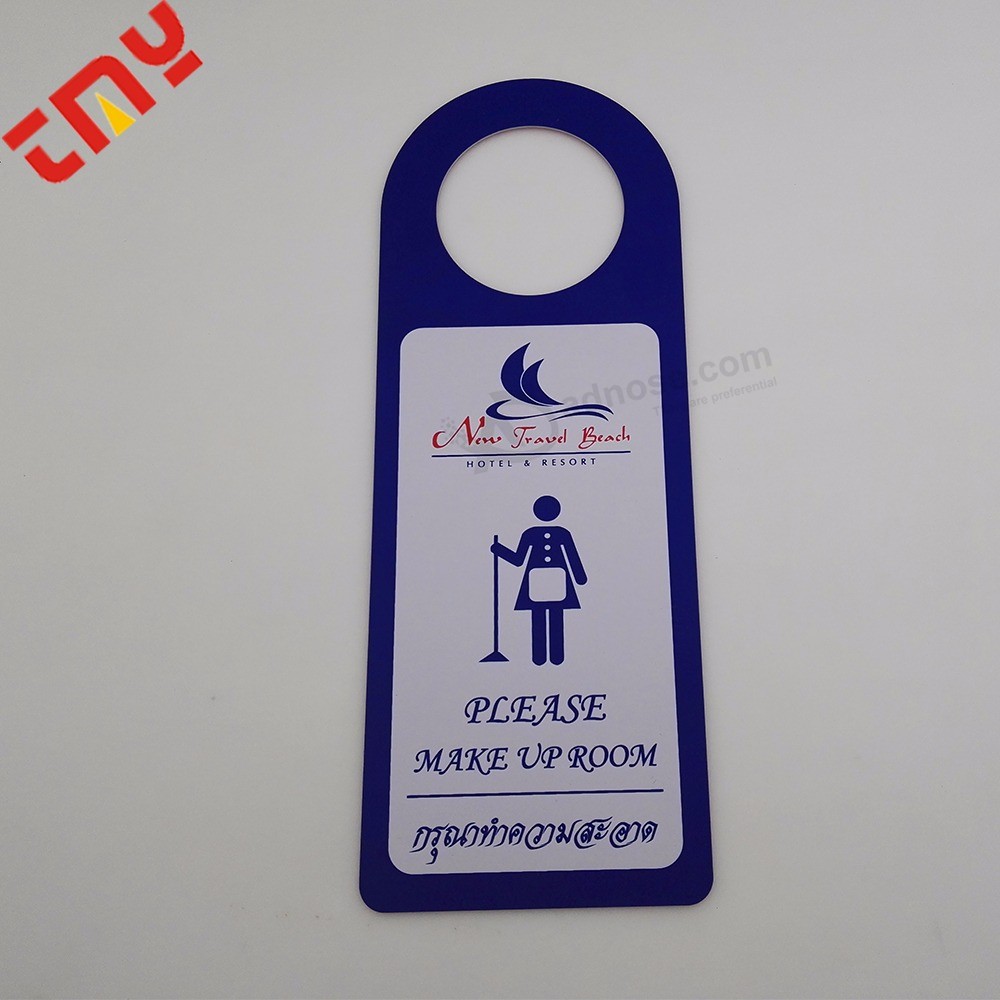 TMY
New Travel Beach
HOTEL & RESORT
PLEASE
MAKE UP ROOM
กรุณาทำความสะอาด